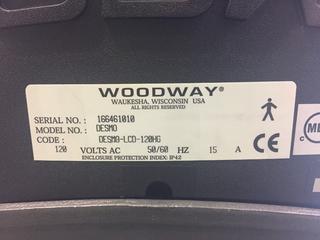 WOODWAY®
WAUKESHA, WISCONSIN USA
ALL RIGHTS RESERVED
SERIAL NO. : 166461010
MODEL NO.: DESMO
CODE : DESMO-LCD-120HG
120 VOLTS AC 50/60 HZ 15 A
ENCLOSURE PROTECTION INDEX: IP42